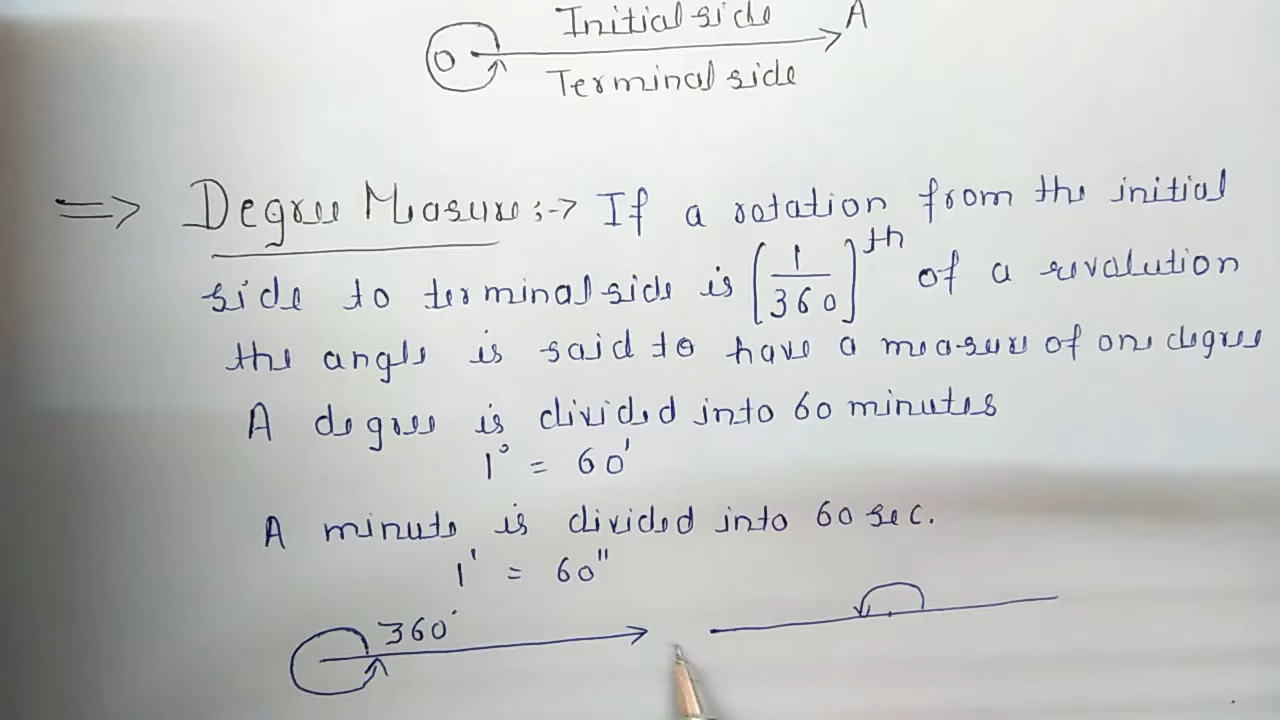 Initial side A
O
Terminal side
=> Degree Measure :-> If a rotation from the initial
side to terminal side is [1/360]th of a revalution
the angle is said to have a measure of one degree
A degree is divided into 60 minutes
1° = 60'
A minute is divided into 60 sec.
1' = 60"
360°